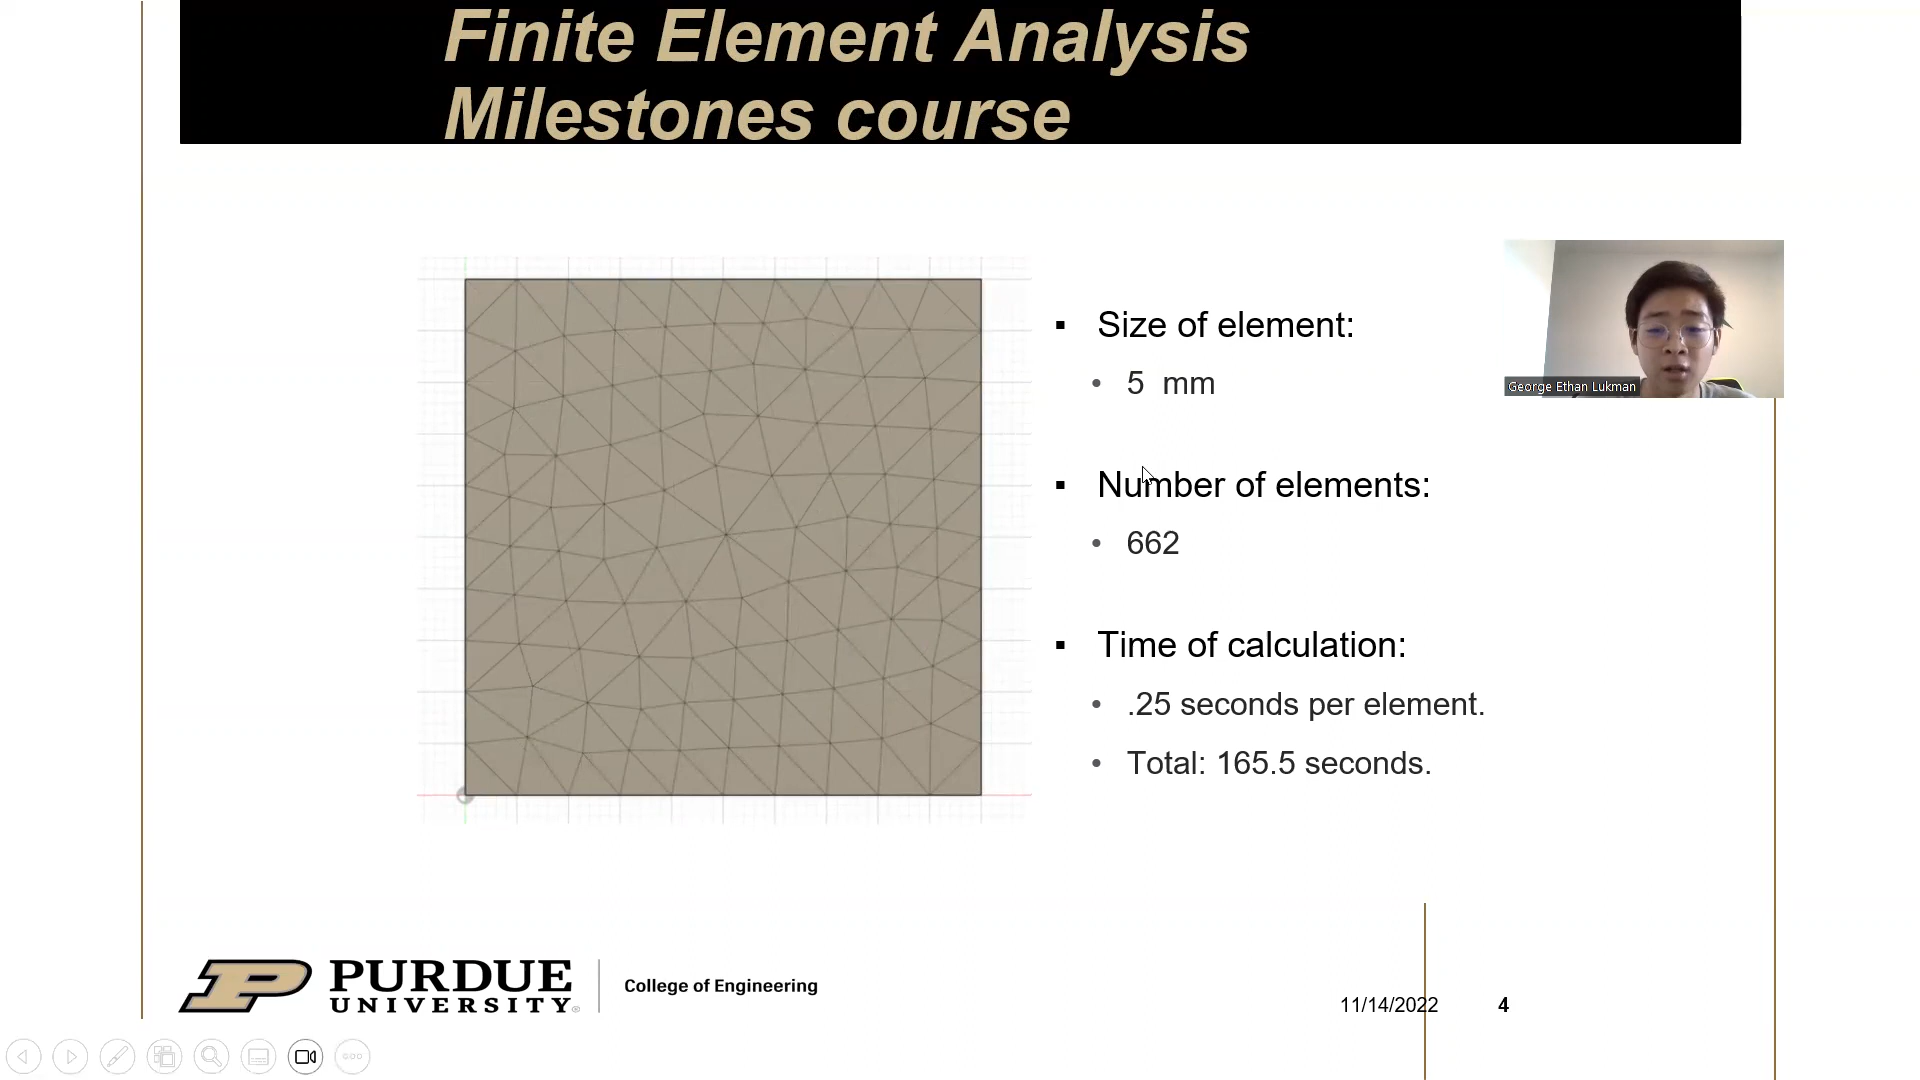 Finite Element Analysis
Milestones course
▪ Size of element:
• 5 mm
George Ethan Lukman
▪ Number of elements:
• 662
▪ Time of calculation:
• .25 seconds per element.
• Total: 165.5 seconds.
PURDUE
UNIVERSITY®
College of Engineering
11/14/2022
4